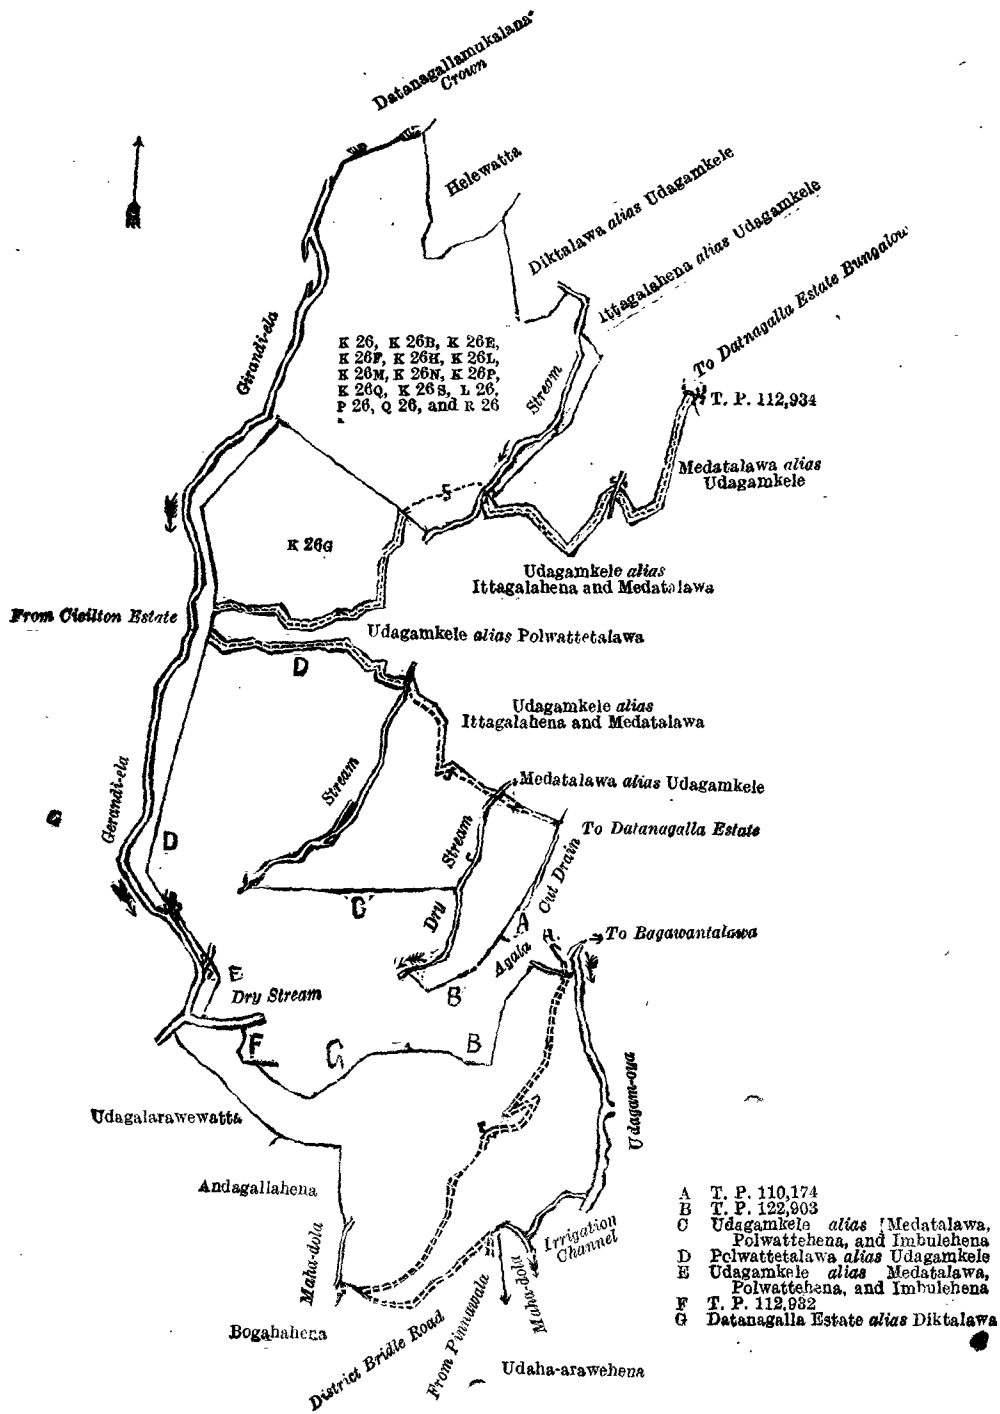 Datanagallamukalana
Crown
Helewatta
Diktalawa alias Udagamkele
Ittagalahena alias Udagamkele
To Datnagalla Estate Bungalow
T. P. 112,934
Girandi-ela
K 26, K 26B, K 26E,
K 26F, K 26H, K 26L,
K 26M, K 26N, K 26P,
K 26Q, K 26S, L 26,
P 26, Q 26, and R 26
Stream
Medatalawa alias
Udagamkele
K 26G
Udagamkele alias
Ittagalahena and Medatalawa
From Cicilton Estate
Udagamkele alias Polwattetalawa
D
Udagamkele alias
Ittagalahena and Medatalawa
Stream
Medatalawa alias Udagamkele
Gerandi-ela
G
D
To Datanagalla Estate
Dry Stream
Cut Drain
C
A
A
Agala
To Bagawantalawa
B
E
Dry Stream
F
G
B
Udagam-oya
Udagalarawewatta
Andagallahena
Maha-dola
Irrigation
Channel
Maha-dola
Bogahahena
District Bridle Road
From Pinnawala
Udaha-arawehena
A T. P. 110,174
B T. P. 122,903
C Udagamkele alias Medatalawa,
Polwattehena, and Imbulehena
D Polwattetalawa alias Udagamkele
E Udagamkele alias Medatalawa,
Polwattehena, and Imbulehena
F T. P. 112,932
G Datanagalla Estate alias Diktalawa